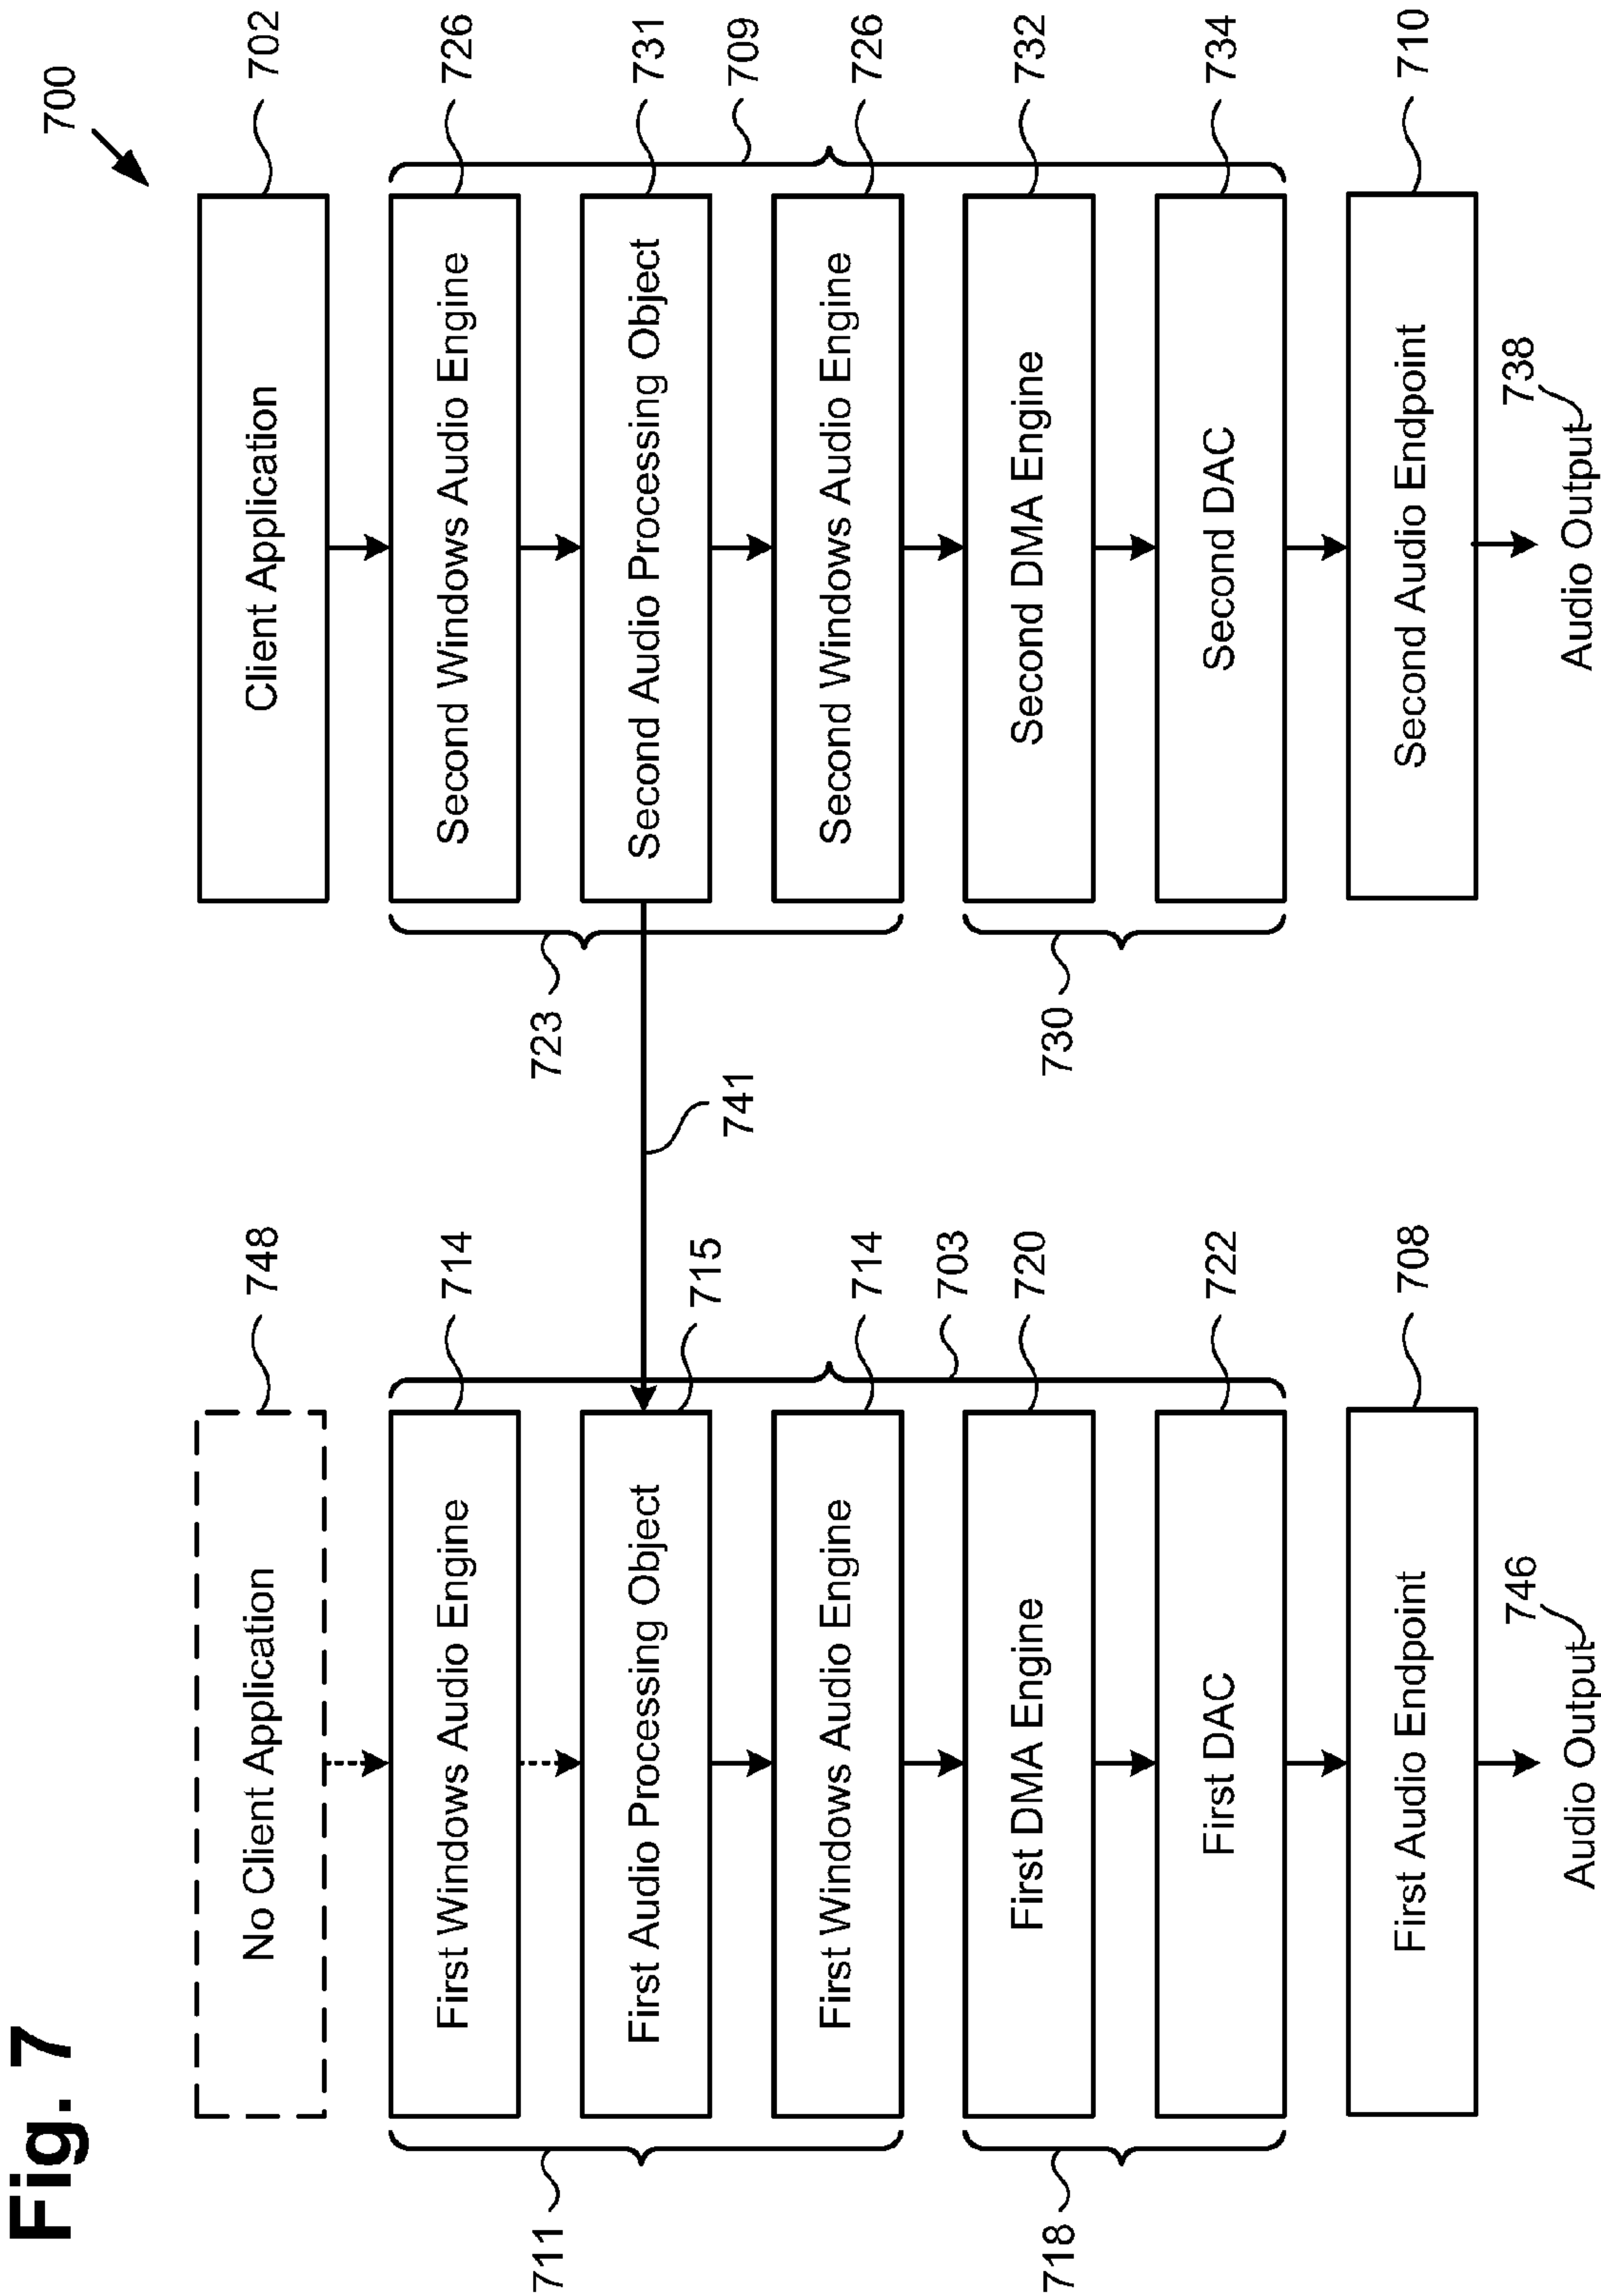 Fig. 7
700
No Client Application
748
First Windows Audio Engine
714
First Audio Processing Object
715
First Windows Audio Engine
714
703
First DMA Engine
720
First DAC
722
First Audio Endpoint
708
Audio Output
746
711
718
741
Client Application
702
Second Windows Audio Engine
726
Second Audio Processing Object
731
709
Second Windows Audio Engine
726
Second DMA Engine
732
Second DAC
734
Second Audio Endpoint
710
Audio Output
738
723
730